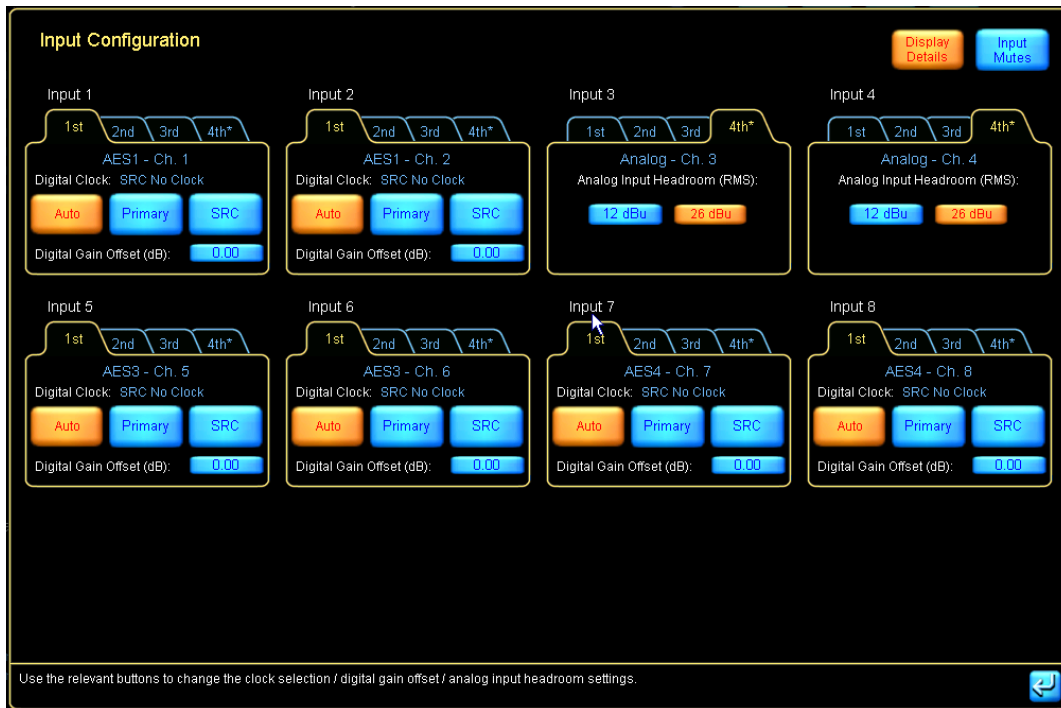 Input Configuration
Display Details
Input Mutes
Input 1
1st 2nd 3rd 4th*
AES1 - Ch. 1
Digital Clock: SRC No Clock
Auto Primary SRC
Digital Gain Offset (dB): 0.00
Input 2
1st 2nd 3rd 4th*
AES1 - Ch. 2
Digital Clock: SRC No Clock
Auto Primary SRC
Digital Gain Offset (dB): 0.00
Input 3
1st 2nd 3rd 4th*
Analog - Ch. 3
Analog Input Headroom (RMS):
12 dBu 26 dBu
Input 4
1st 2nd 3rd 4th*
Analog - Ch. 4
Analog Input Headroom (RMS):
12 dBu 26 dBu
Input 5
1st 2nd 3rd 4th*
AES3 - Ch. 5
Digital Clock: SRC No Clock
Auto Primary SRC
Digital Gain Offset (dB): 0.00
Input 6
1st 2nd 3rd 4th*
AES3 - Ch. 6
Digital Clock: SRC No Clock
Auto Primary SRC
Digital Gain Offset (dB): 0.00
Input 7
1st 2nd 3rd 4th*
AES4 - Ch. 7
Digital Clock: SRC No Clock
Auto Primary SRC
Digital Gain Offset (dB): 0.00
Input 8
1st 2nd 3rd 4th*
AES4 - Ch. 8
Digital Clock: SRC No Clock
Auto Primary SRC
Digital Gain Offset (dB): 0.00
Use the relevant buttons to change the clock selection / digital gain offset / analog input headroom settings.